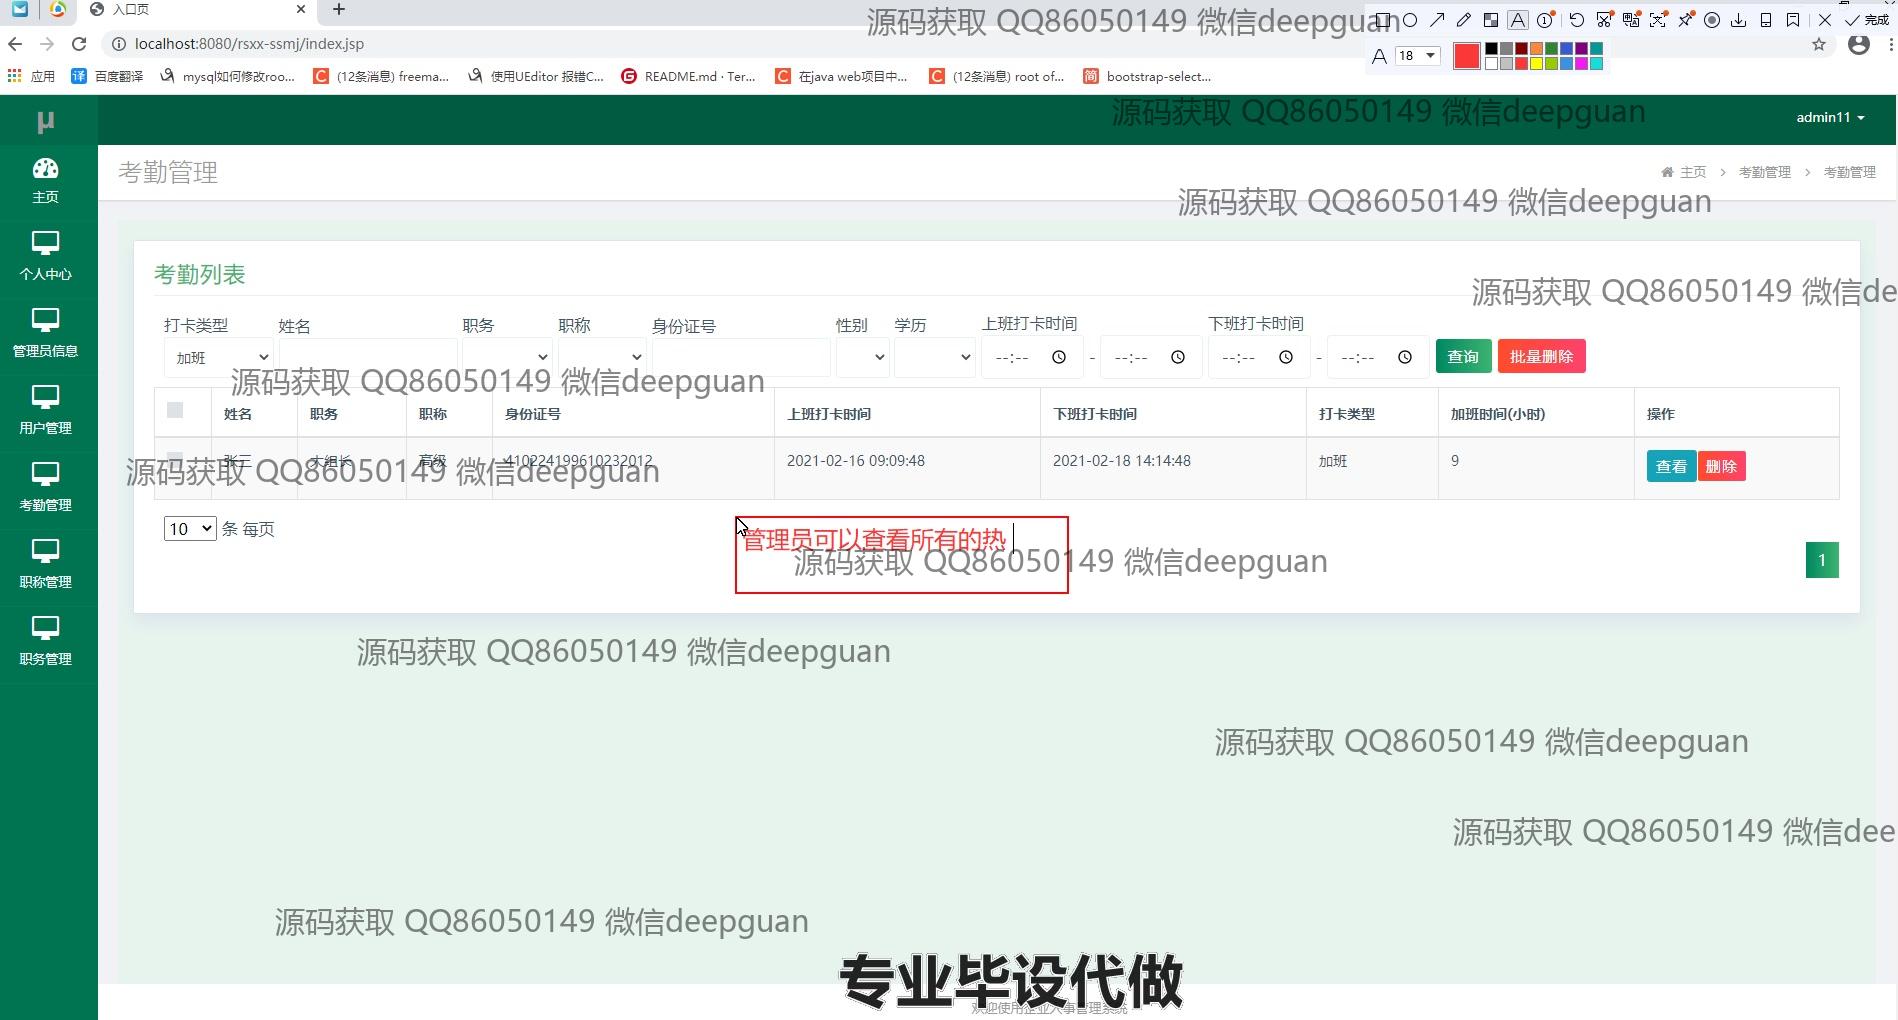 入口页
localhost:8080/rsxx-ssmj/index.jsp
源码获取 QQ86050149 微信deepguan
完成
A 18
应用 百度翻译 mysql如何修改roo... (12条消息) freema... 使用UEditor 报错C... README.md · Ter... 在java web项目中... (12条消息) root of... bootstrap-select...
源码获取 QQ86050149 微信deepguan
admin11
μ
主页
个人中心
管理员信息
用户管理
考勤管理
职称管理
职务管理
考勤管理
主页 > 考勤管理 > 考勤管理
源码获取 QQ86050149 微信deepguan
考勤列表
源码获取 QQ86050149 微信de
打卡类型 姓名 职务 职称 身份证号 性别 学历 上班打卡时间 下班打卡时间
加班 --:-- - --:-- --:-- - --:-- 查询 批量删除
源码获取 QQ86050149 微信deepguan
姓名 职务 职称 身份证号 上班打卡时间 下班打卡时间 打卡类型 加班时间(小时) 操作
张三 大组长 高级 410224199610232012 2021-02-16 09:09:48 2021-02-18 14:14:48 加班 9 查看 删除
源码获取 QQ86050149 微信deepguan
10 条 每页
管理员可以查看所有的热
源码获取 QQ86050149 微信deepguan
1
源码获取 QQ86050149 微信deepguan
源码获取 QQ86050149 微信deepguan
源码获取 QQ86050149 微信dee
源码获取 QQ86050149 微信deepguan
专业毕设代做
欢迎使用企业人事管理系统